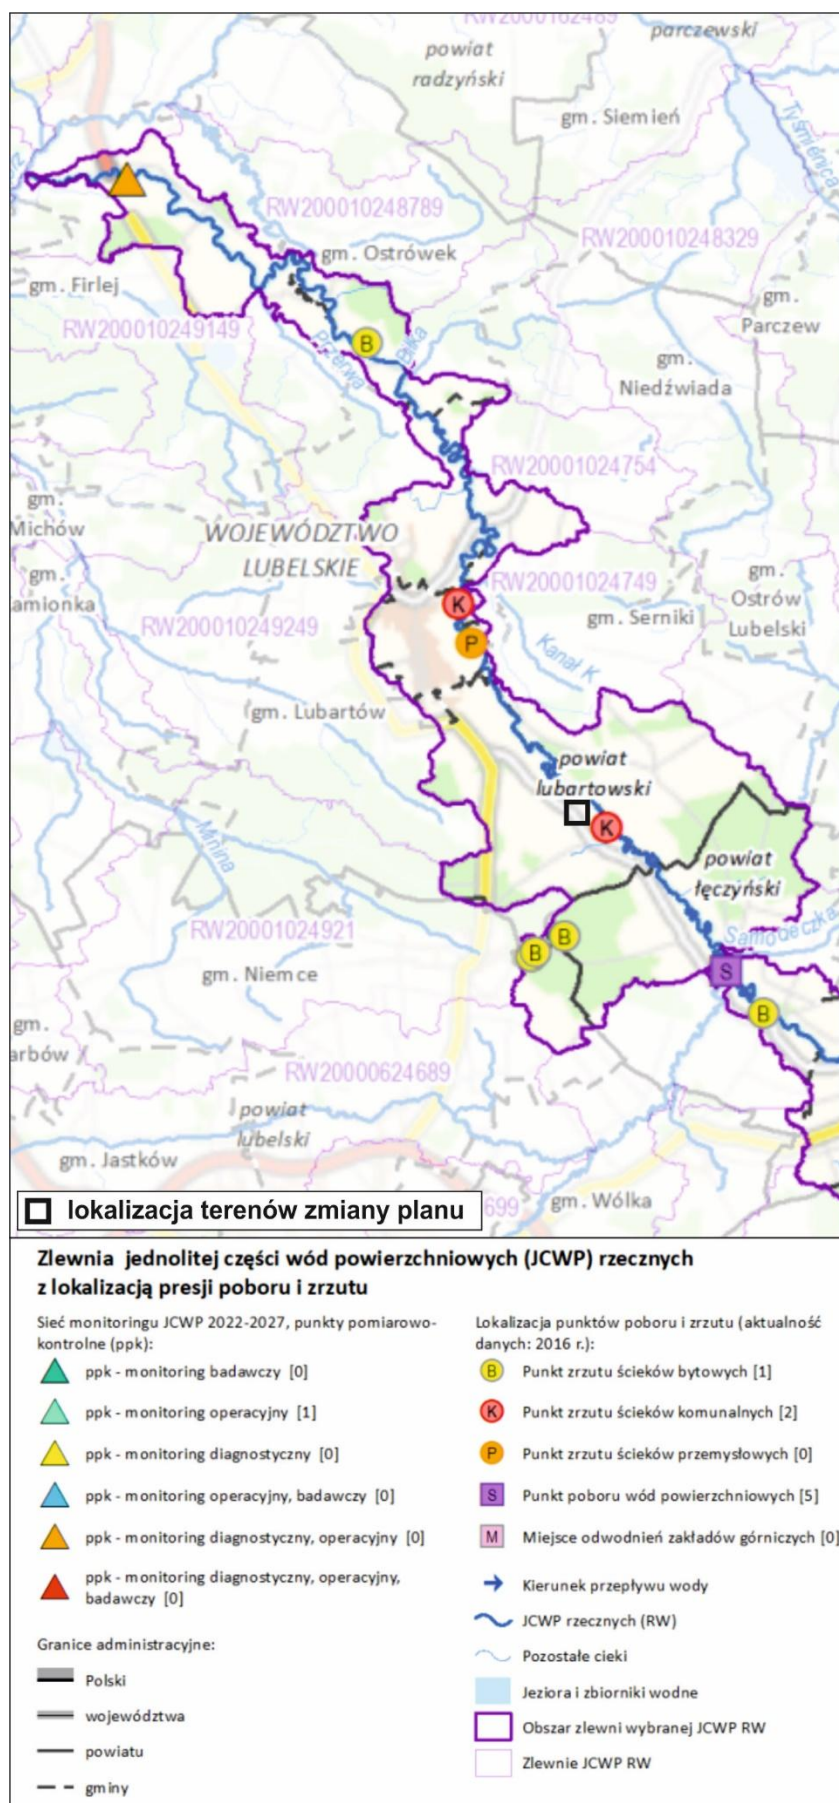 RW2000162489
parczewski
powiat
radzyński
gm. Siemień
Tyśmienica
RW200010248789
RW200010248329
gm. Ostrówek
gm. Firlej
gm.
Parczew
RW200010249149
Przerwa
Bałka
gm.
Niedźwiada
RW20001024754
gm.
Michów
WOJEWÓDZTWO
LUBELSKIE
gm.
amionka
K
RW20001024749
gm.
Ostrów
Lubelski
RW200010249249
gm. Serniki
P
Kanał K
gm. Lubartów
powiat
lubartowski
K
Minina
powiat
łęczyński
RW20001024921
B
B
S
B
B
gm. Niemce
gm.
arbów
RW20000624689
powiat
lubelski
gm. Jastków
699
gm. Wólka
lokalizacja terenów zmiany planu
Zlewnia jednolitej części wód powierzchniowych (JCWP) rzecznych
z lokalizacją presji poboru i zrzutu
Sieć monitoringu JCWP 2022-2027, punkty pomiarowo-
kontrolne (ppk):
ppk - monitoring badawczy [0]
ppk - monitoring operacyjny [1]
ppk - monitoring diagnostyczny [0]
ppk - monitoring operacyjny, badawczy [0]
ppk - monitoring diagnostyczny, operacyjny [0]
ppk - monitoring diagnostyczny, operacyjny,
badawczy [0]
Granice administracyjne:
Polski
województwa
powiatu
gminy
Lokalizacja punktów poboru i zrzutu (aktualność
danych: 2016 r.):
B Punkt zrzutu ścieków bytowych [1]
K Punkt zrzutu ścieków komunalnych [2]
P Punkt zrzutu ścieków przemysłowych [0]
S Punkt poboru wód powierzchniowych [5]
M Miejsce odwodnień zakładów górniczych [0]
Kierunek przepływu wody
JCWP rzecznych (RW)
Pozostałe cieki
Jeziora i zbiorniki wodne
Obszar zlewni wybranej JCWP RW
Zlewnie JCWP RW